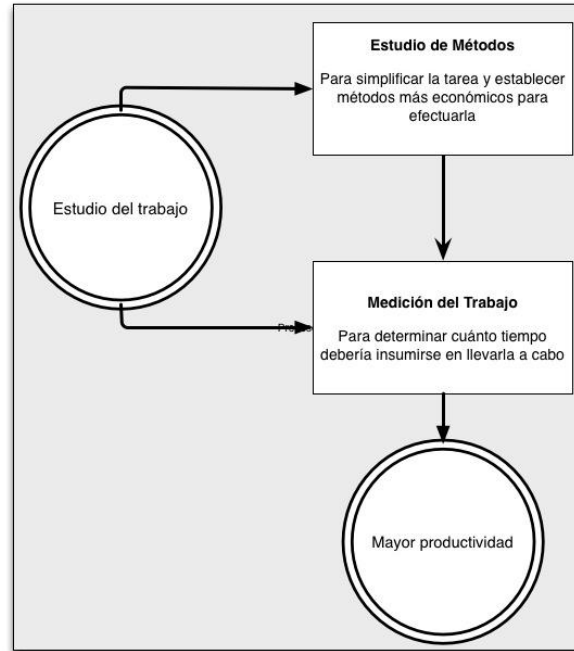 Estudio de Métodos
Para simplificar la tarea y establecer
métodos más económicos para
efectuarla
Estudio del trabajo
Medición del Trabajo
Para determinar cuánto tiempo
debería insumirse en llevarla a cabo
Mayor productividad